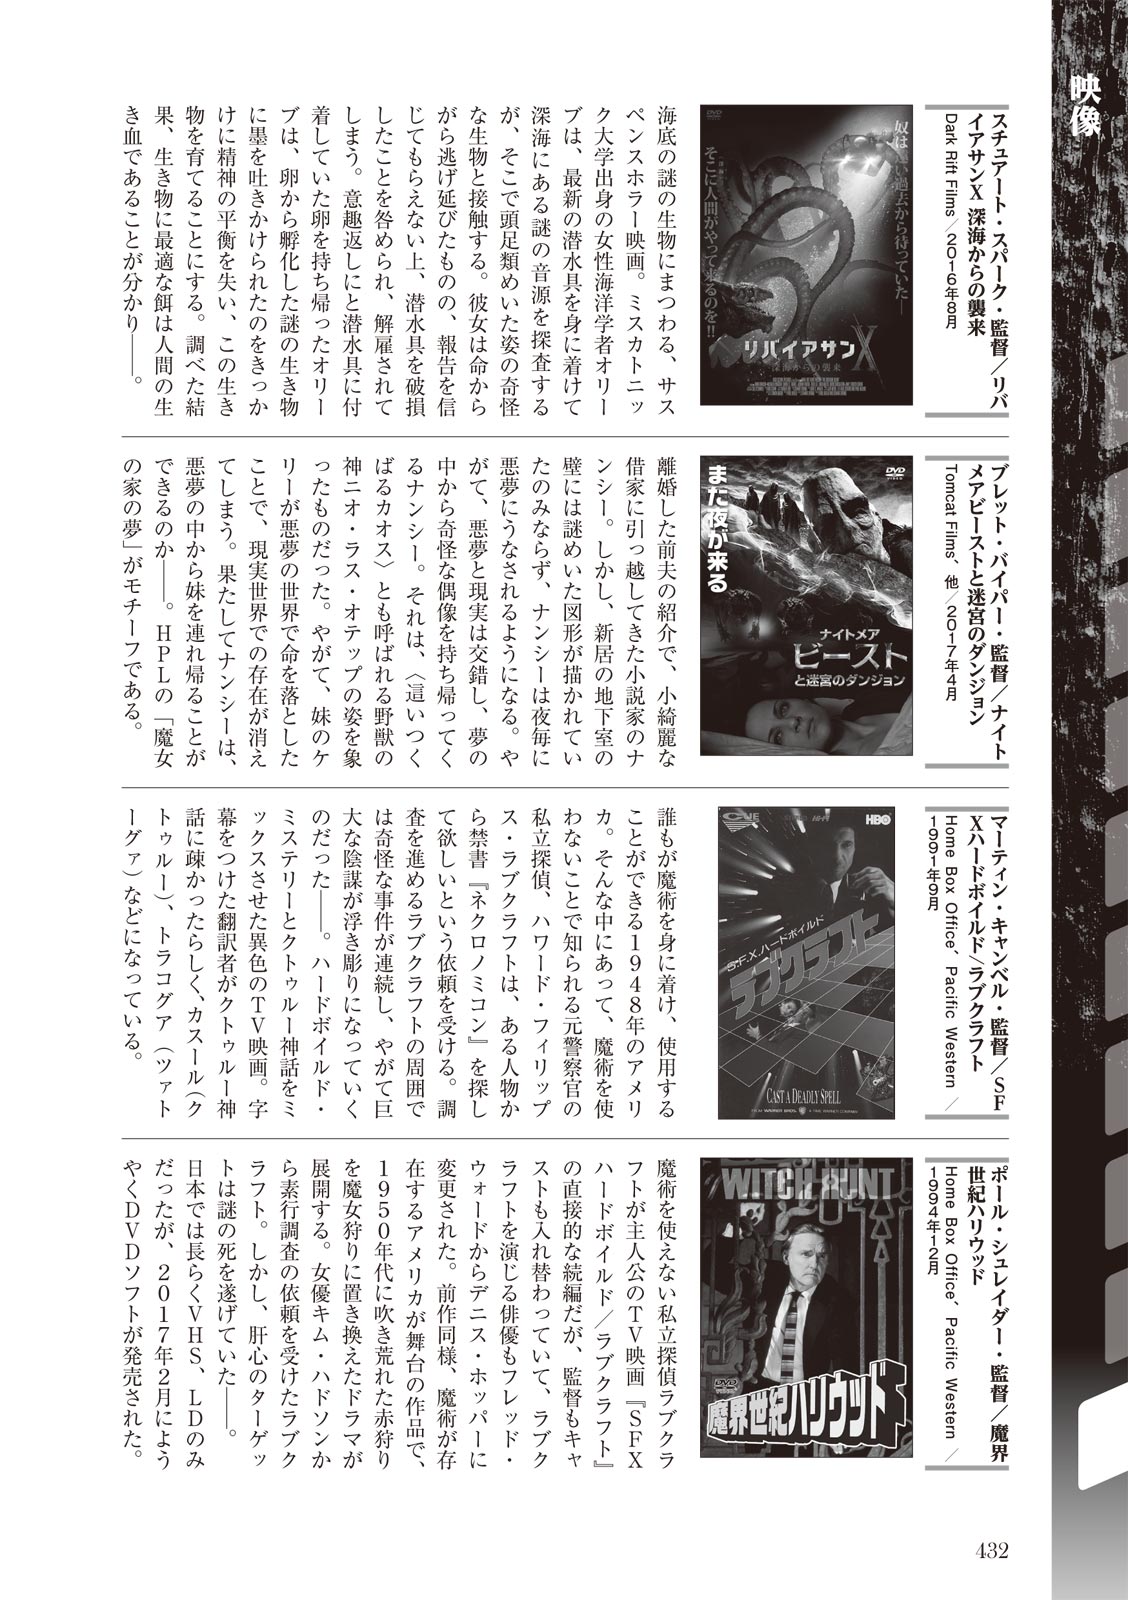 映像
スチュアート・スパーク・監督／リバ
イアサンX 深海からの襲来
Dark Rift Films／2016年8月
奴は遠い過去から待っていた──
そこに人間がやって来るのを!!
リバイアサンX
深海からの襲来
海底の謎の生物にまつわる、サス
ペンスホラー映画。ミスカトニッ
ク大学出身の女性海洋学者オリー
ブは、最新の潜水具を身に着けて
深海にある謎の音源を探査する
が、そこで頭足類めいた姿の奇怪
な生物と接触する。彼女は命から
がら逃げ延びたものの、報告を信
じてもらえない上、潜水具を破損
したことを咎められ、解雇されて
しまう。意趣返しにと潜水具に付
着していた卵を持ち帰ったオリー
ブは、卵から孵化した謎の生き物
に墨を吐きかけられたのをきっか
けに精神の平衡を失い、この生き
物を育てることにする。調べた結
果、生き物に最適な餌は人間の生
き血であることが分かり──。
ブレット・バイパー・監督／ナイト
メアビーストと迷宮のダンジョン
Tomcat Films、他／2017年4月
DVD
VIDEO
また夜が来る
ナイトメア
ビースト
と迷宮のダンジョン
離婚した前夫の紹介で、小綺麗な
借家に引っ越してきた小説家のナ
ンシー。しかし、新居の地下室の
壁には謎めいた図形が描かれてい
たのみならず、ナンシーは夜毎に
悪夢にうなされるようになる。や
がて、悪夢と現実は交錯し、夢の
中から奇怪な偶像を持ち帰ってく
るナンシー。それは、〈這いつく
ばるカオス〉とも呼ばれる野獣の
神ニオ・ラス・オテップの姿を象
ったものだった。やがて、妹のケ
リーが悪夢の世界で命を落とした
ことで、現実世界での存在が消え
てしまう。果たしてナンシーは、
悪夢の中から妹を連れ帰ることが
できるのか──。HPLの「魔女
の家の夢」がモチーフである。
マーティン・キャンベル・監督／SF
Xハードボイルド／ラブクラフト
Home Box Office、Pacific Western／
1991年9月
CUE
HI-FI
HBO
S.F.X.ハードボイルド
ラブクラフト
CAST A DEADLY SPELL
FROM WARNER BROS. A TIME WARNER COMPANY
誰もが魔術を身に着け、使用する
ことができる1948年のアメリ
カ。そんな中にあって、魔術を使
わないことで知られる元警察官の
私立探偵、ハワード・フィリップ
ス・ラブクラフトは、ある人物か
ら禁書『ネクロノミコン』を探し
て欲しいという依頼を受ける。調
査を進めるラブクラフトの周囲で
は奇怪な事件が連続し、やがて巨
大な陰謀が浮き彫りになっていく
のだった──。ハードボイルド・
ミステリーとクトゥルー神話をミ
ックスさせた異色のTV映画。字
幕をつけた翻訳者がクトゥルー神
話に疎かったらしく、カスール（ク
トゥルー）、トラコグア（ツァト
ーグァ）などになっている。
ポール・シュレイダー・監督／魔界
世紀ハリウッド
Home Box Office、Pacific Western／
1994年12月
WITCH HUNT
DVD
魔界世紀ハリウッド
魔術を使えない私立探偵ラブクラ
フトが主人公のTV映画『SFX
ハードボイルド／ラブクラフト』
の直接的な続編だが、監督もキャ
ストも入れ替わっていて、ラブク
ラフトを演じる俳優もフレッド・
ウォードからデニス・ホッパーに
変更された。前作同様、魔術が存
在するアメリカが舞台の作品で、
1950年代に吹き荒れた赤狩り
を魔女狩りに置き換えたドラマが
展開する。女優キム・ハドソンか
ら素行調査の依頼を受けたラブク
ラフト。しかし、肝心のターゲッ
トは謎の死を遂げていた──。
日本では長らくVHS、LDのみ
だったが、2017年2月によう
やくDVDソフトが発売された。
432